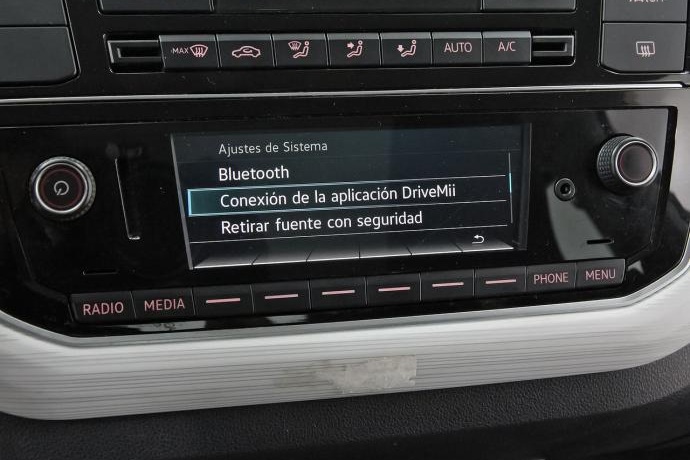 MAX
AUTO
A/C
Ajustes de Sistema
Bluetooth
Conexión de la aplicación DriveMii
Retirar fuente con seguridad
RADIO
MEDIA
PHONE
MENU